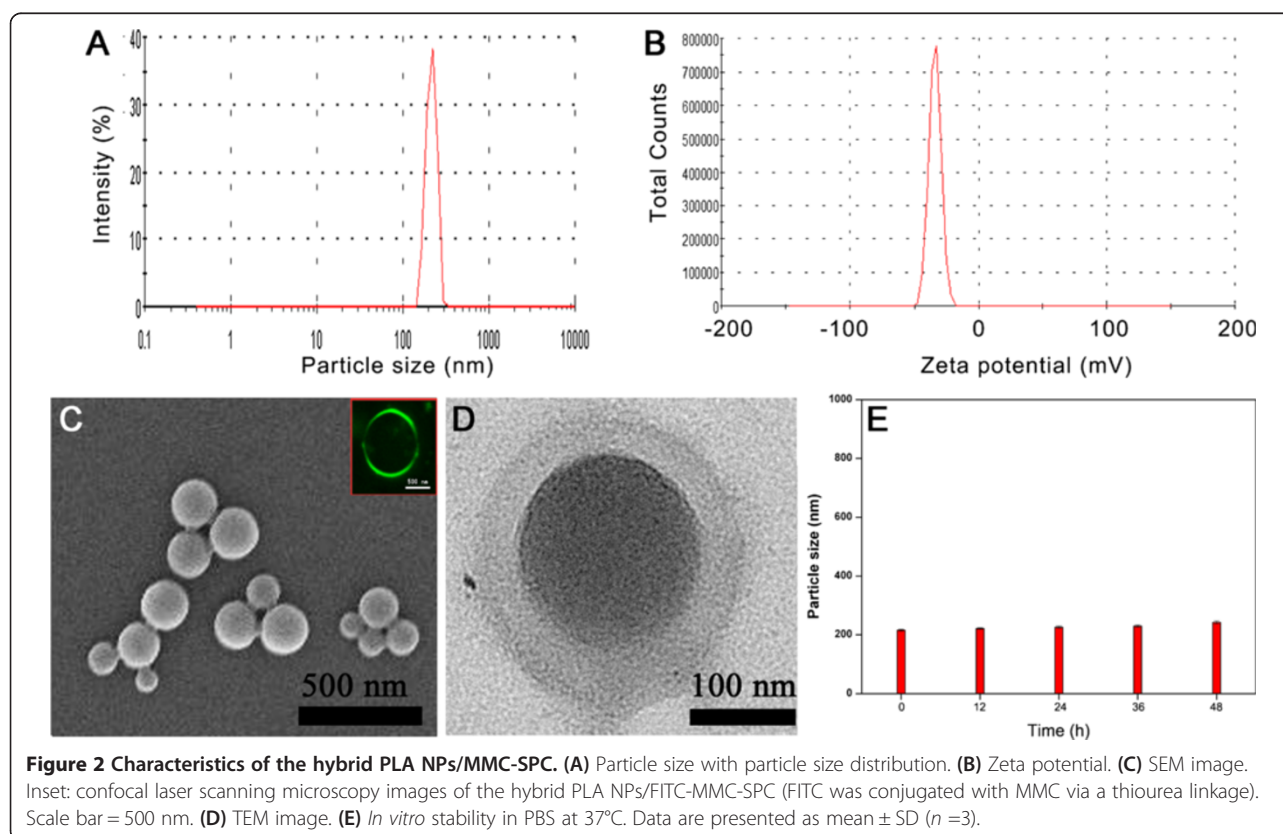 A
Intensity (%)
40
30
20
10
0
0.1 1 10 100 1000 10000
Particle size (nm)
B
Total Counts
800000
700000
600000
500000
400000
300000
200000
100000
0
-200 -100 0 100 200
Zeta potential (mV)
C
500 nm
500 nm
D
100 nm
E
Particle size (nm)
1000
800
600
400
200
0
0 12 24 36 48
Time (h)
Figure 2 Characteristics of the hybrid PLA NPs/MMC-SPC. (A) Particle size with particle size distribution. (B) Zeta potential. (C) SEM image.
Inset: confocal laser scanning microscopy images of the hybrid PLA NPs/FITC-MMC-SPC (FITC was conjugated with MMC via a thiourea linkage).
Scale bar = 500 nm. (D) TEM image. (E) In vitro stability in PBS at 37°C. Data are presented as mean ± SD (n =3).